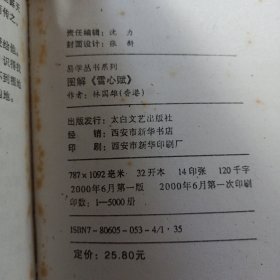 责任编辑：沈 力
封面设计：张 新
易学丛书系列
图解《雪心赋》
作者：林国雄(香港)
出版发行：太白文艺出版社
经 销：西安市新华书店
印 刷：西安市新华印刷厂
787×1092毫米 32开本 14印张 120千字
2000年6月第一版 2000年6月第一次印刷
印数：1—5000册
ISBN7-80605-053-4/1·35
定价：25.80元